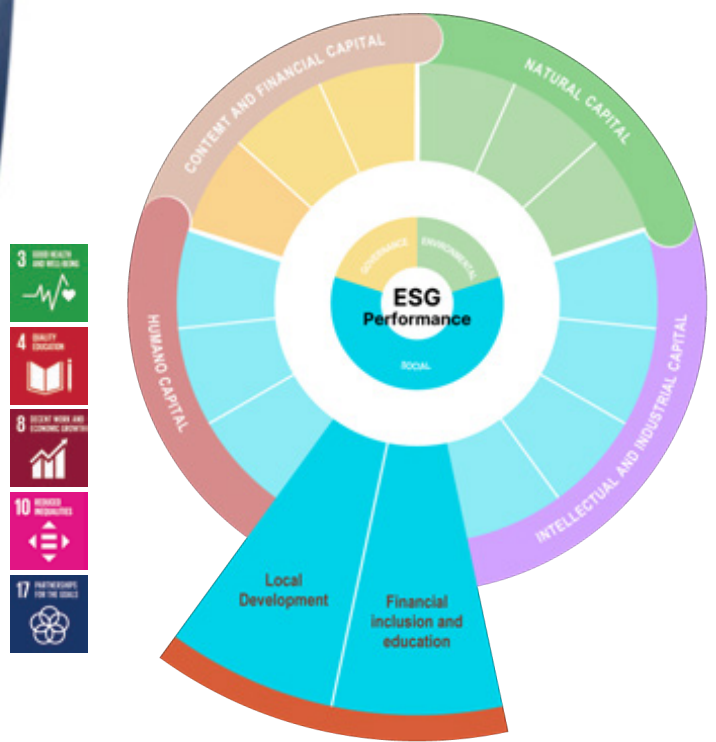 CONTEMT AND FINANCIAL CAPITAL
NATURAL CAPITAL
HUMANO CAPITAL
INTELLECTUAL AND INDUSTRIAL CAPITAL
GOVERNANCE
ENVIRONMENTAL
ESG
Performance
SOCIAL
Local
Development
Financial
inclusion and
education
3 GOOD HEALTH
AND WELL-BEING
4 QUALITY
EDUCATION
8 DECENT WORK AND
ECONOMIC GROWTH
10 REDUCED
INEQUALITIES
17 PARTNERSHIPS
FOR THE GOALS